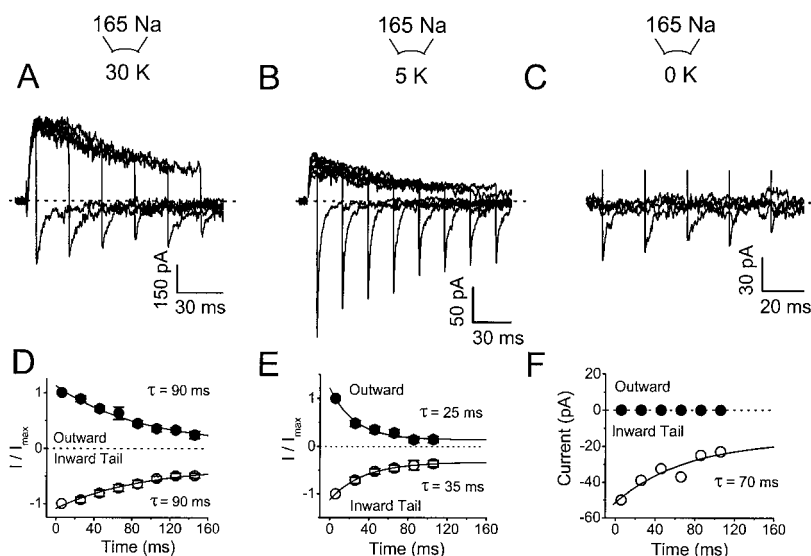 165 Na
30 K
A
165 Na
5 K
B
165 Na
0 K
C
150 pA
30 ms
50 pA
30 ms
30 pA
20 ms
D
I / Imax
1
0
-1
τ = 90 ms
Outward
Inward Tail
τ = 90 ms
0 40 80 120 160
Time (ms)
E
I / Imax
1
0
-1
Outward
τ = 25 ms
τ = 35 ms
Inward Tail
0 40 80 120 160
Time (ms)
F
Current (pA)
20
0
-20
-40
-60
Outward
Inward Tail
τ = 70 ms
0 40 80 120 160
Time (ms)